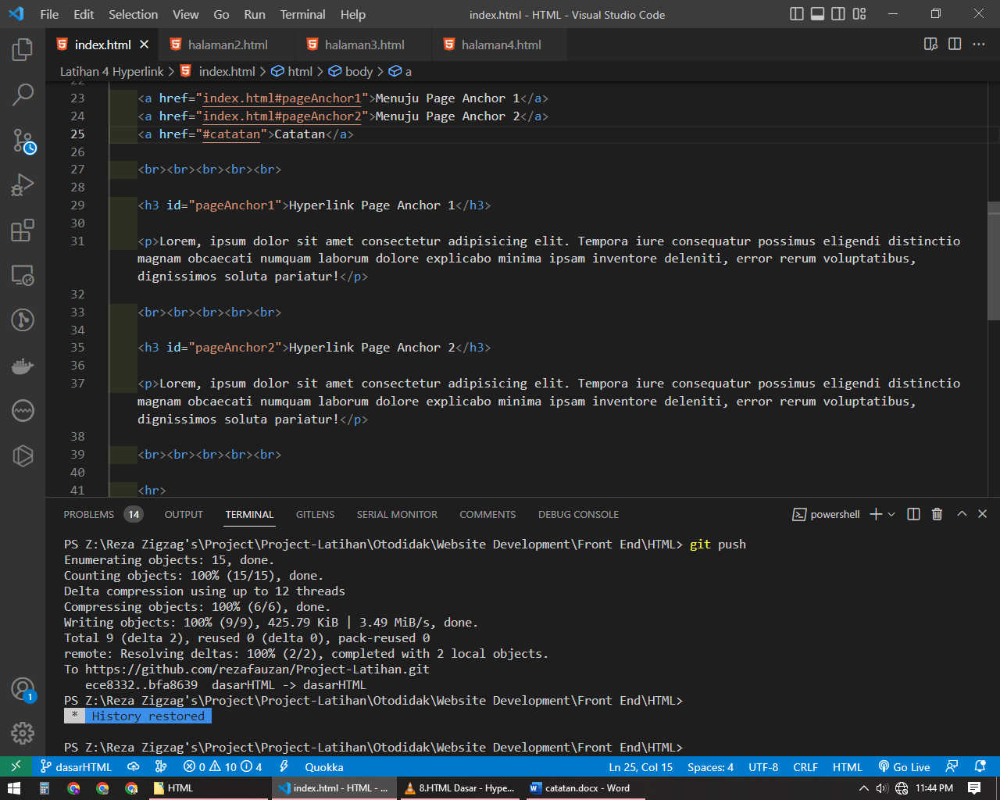 File Edit Selection View Go Run Terminal Help index.html - HTML - Visual Studio Code
index.html halaman2.html halaman3.html halaman4.html
Latihan 4 Hyperlink > index.html > html > body > a
22
23 <a href="index.html#pageAnchor1">Menuju Page Anchor 1</a>
24 <a href="index.html#pageAnchor2">Menuju Page Anchor 2</a>
25 <a href="#catatan">Catatan</a>
26
27 <br><br><br><br><br>
28
29 <h3 id="pageAnchor1">Hyperlink Page Anchor 1</h3>
30
31 <p>Lorem, ipsum dolor sit amet consectetur adipisicing elit. Tempora iure consequatur possimus eligendi distinctio
magnam obcaecati numquam laborum dolore explicabo minima ipsam inventore deleniti, error rerum voluptatibus,
dignissimos soluta pariatur!</p>
32
33 <br><br><br><br><br>
34
35 <h3 id="pageAnchor2">Hyperlink Page Anchor 2</h3>
36
37 <p>Lorem, ipsum dolor sit amet consectetur adipisicing elit. Tempora iure consequatur possimus eligendi distinctio
magnam obcaecati numquam laborum dolore explicabo minima ipsam inventore deleniti, error rerum voluptatibus,
dignissimos soluta pariatur!</p>
38
39 <br><br><br><br><br>
40
41 <hr>
PROBLEMS 14 OUTPUT TERMINAL GITLENS SERIAL MONITOR COMMENTS DEBUG CONSOLE powershell
PS Z:\Reza Zigzag's\Project\Project-Latihan\Otodidak\Website Development\Front End\HTML> git push
Enumerating objects: 15, done.
Counting objects: 100% (15/15), done.
Delta compression using up to 12 threads
Compressing objects: 100% (6/6), done.
Writing objects: 100% (9/9), 425.79 KiB | 3.49 MiB/s, done.
Total 9 (delta 2), reused 0 (delta 0), pack-reused 0
remote: Resolving deltas: 100% (2/2), completed with 2 local objects.
To https://github.com/rezafauzan/Project-Latihan.git
ece8332..bfa8639 dasarHTML -> dasarHTML
PS Z:\Reza Zigzag's\Project\Project-Latihan\Otodidak\Website Development\Front End\HTML>
* History restored
PS Z:\Reza Zigzag's\Project\Project-Latihan\Otodidak\Website Development\Front End\HTML>
1
dasarHTML 0 10 4 Quokka Ln 25, Col 15 Spaces: 4 UTF-8 CRLF HTML Go Live
HTML index.html - HTML - ... 8.HTML Dasar - Hype... catatan.docx - Word 11:44 PM